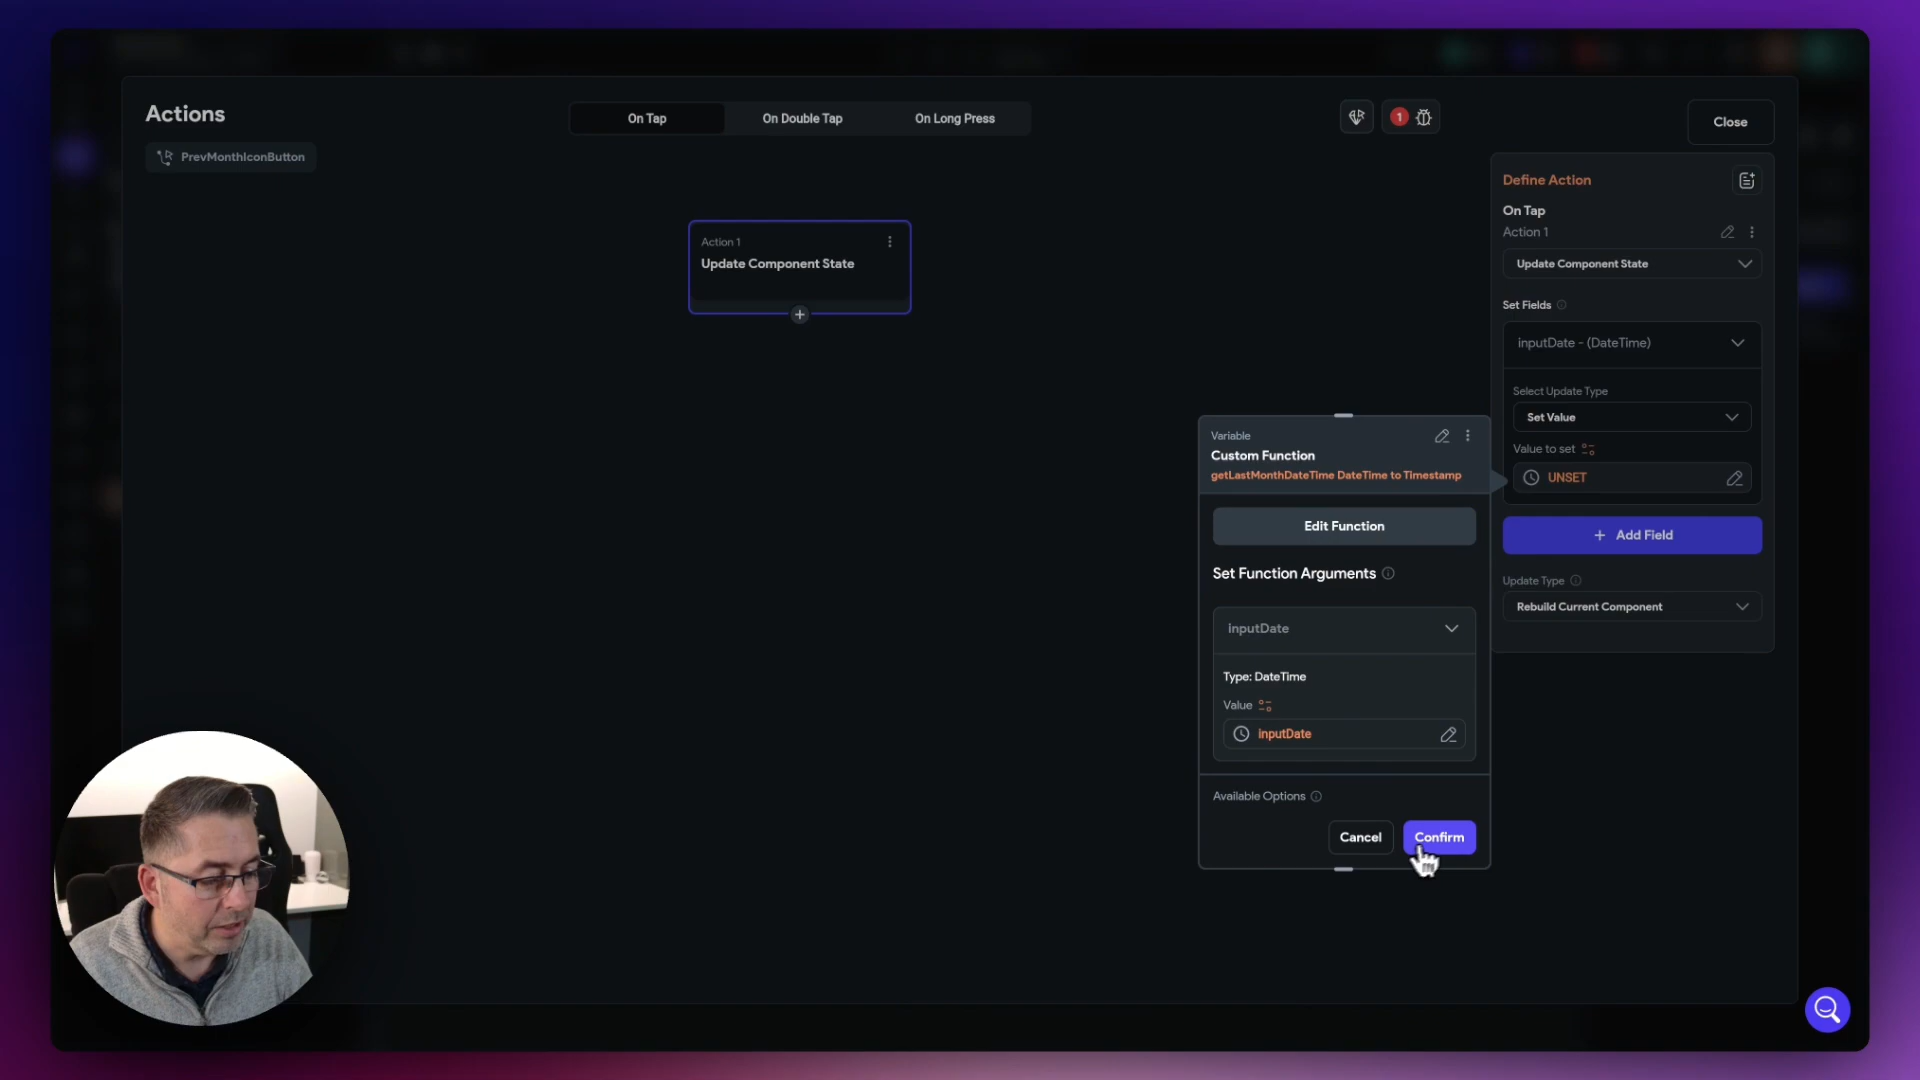 Actions
PrevMonthIconButton
On Tap
On Double Tap
On Long Press
1
Close
Action 1
Update Component State
Define Action
On Tap
Action 1
Update Component State
Set Fields
inputDate - (DateTime)
Select Update Type
Set Value
Value to set
UNSET
+ Add Field
Update Type
Rebuild Current Component
Variable
Custom Function
getLastMonthDateTime DateTime to Timestamp
Edit Function
Set Function Arguments
inputDate
Type: DateTime
Value
inputDate
Available Options
Cancel
Confirm